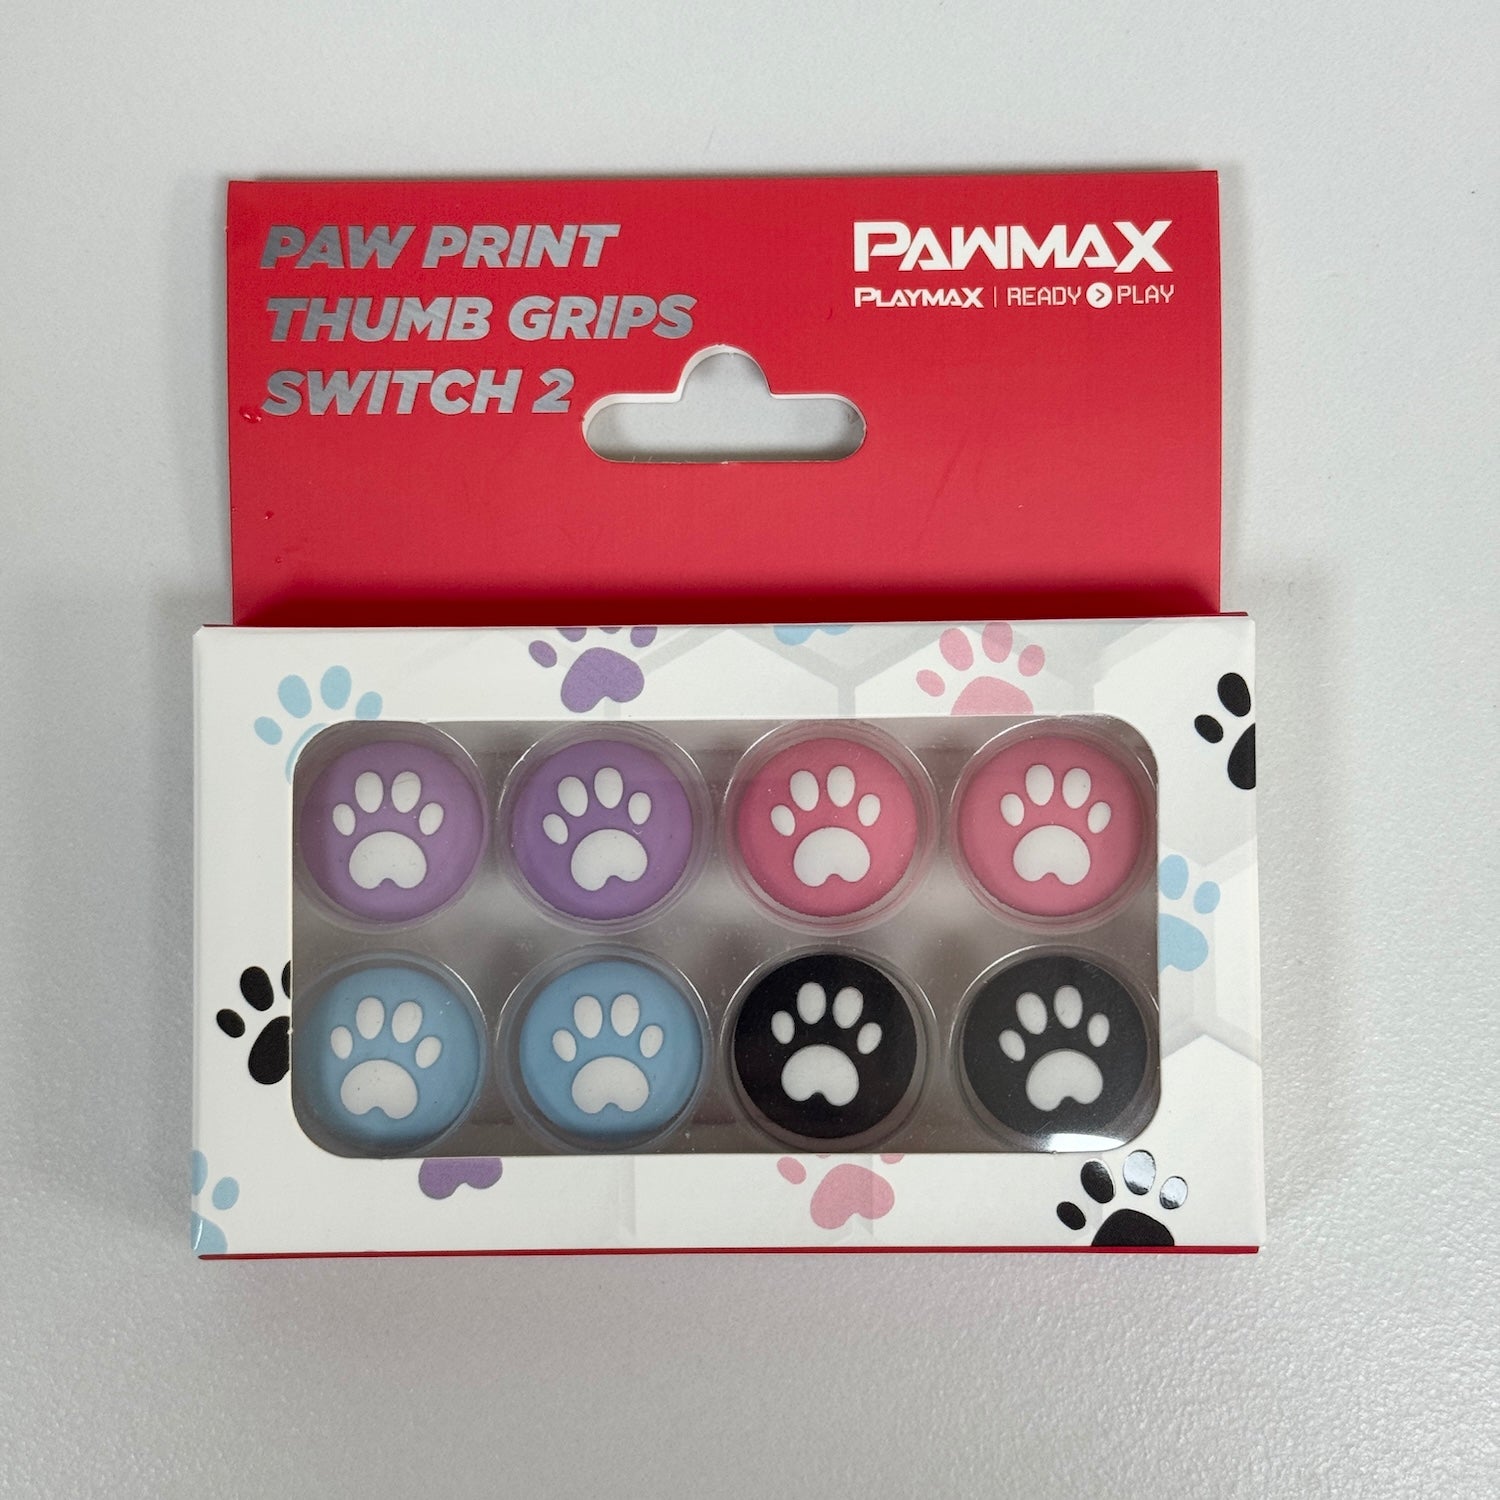 PAW PRINT
THUMB GRIPS
SWITCH 2
PAWMAX
PLAYMAX | READY > PLAY